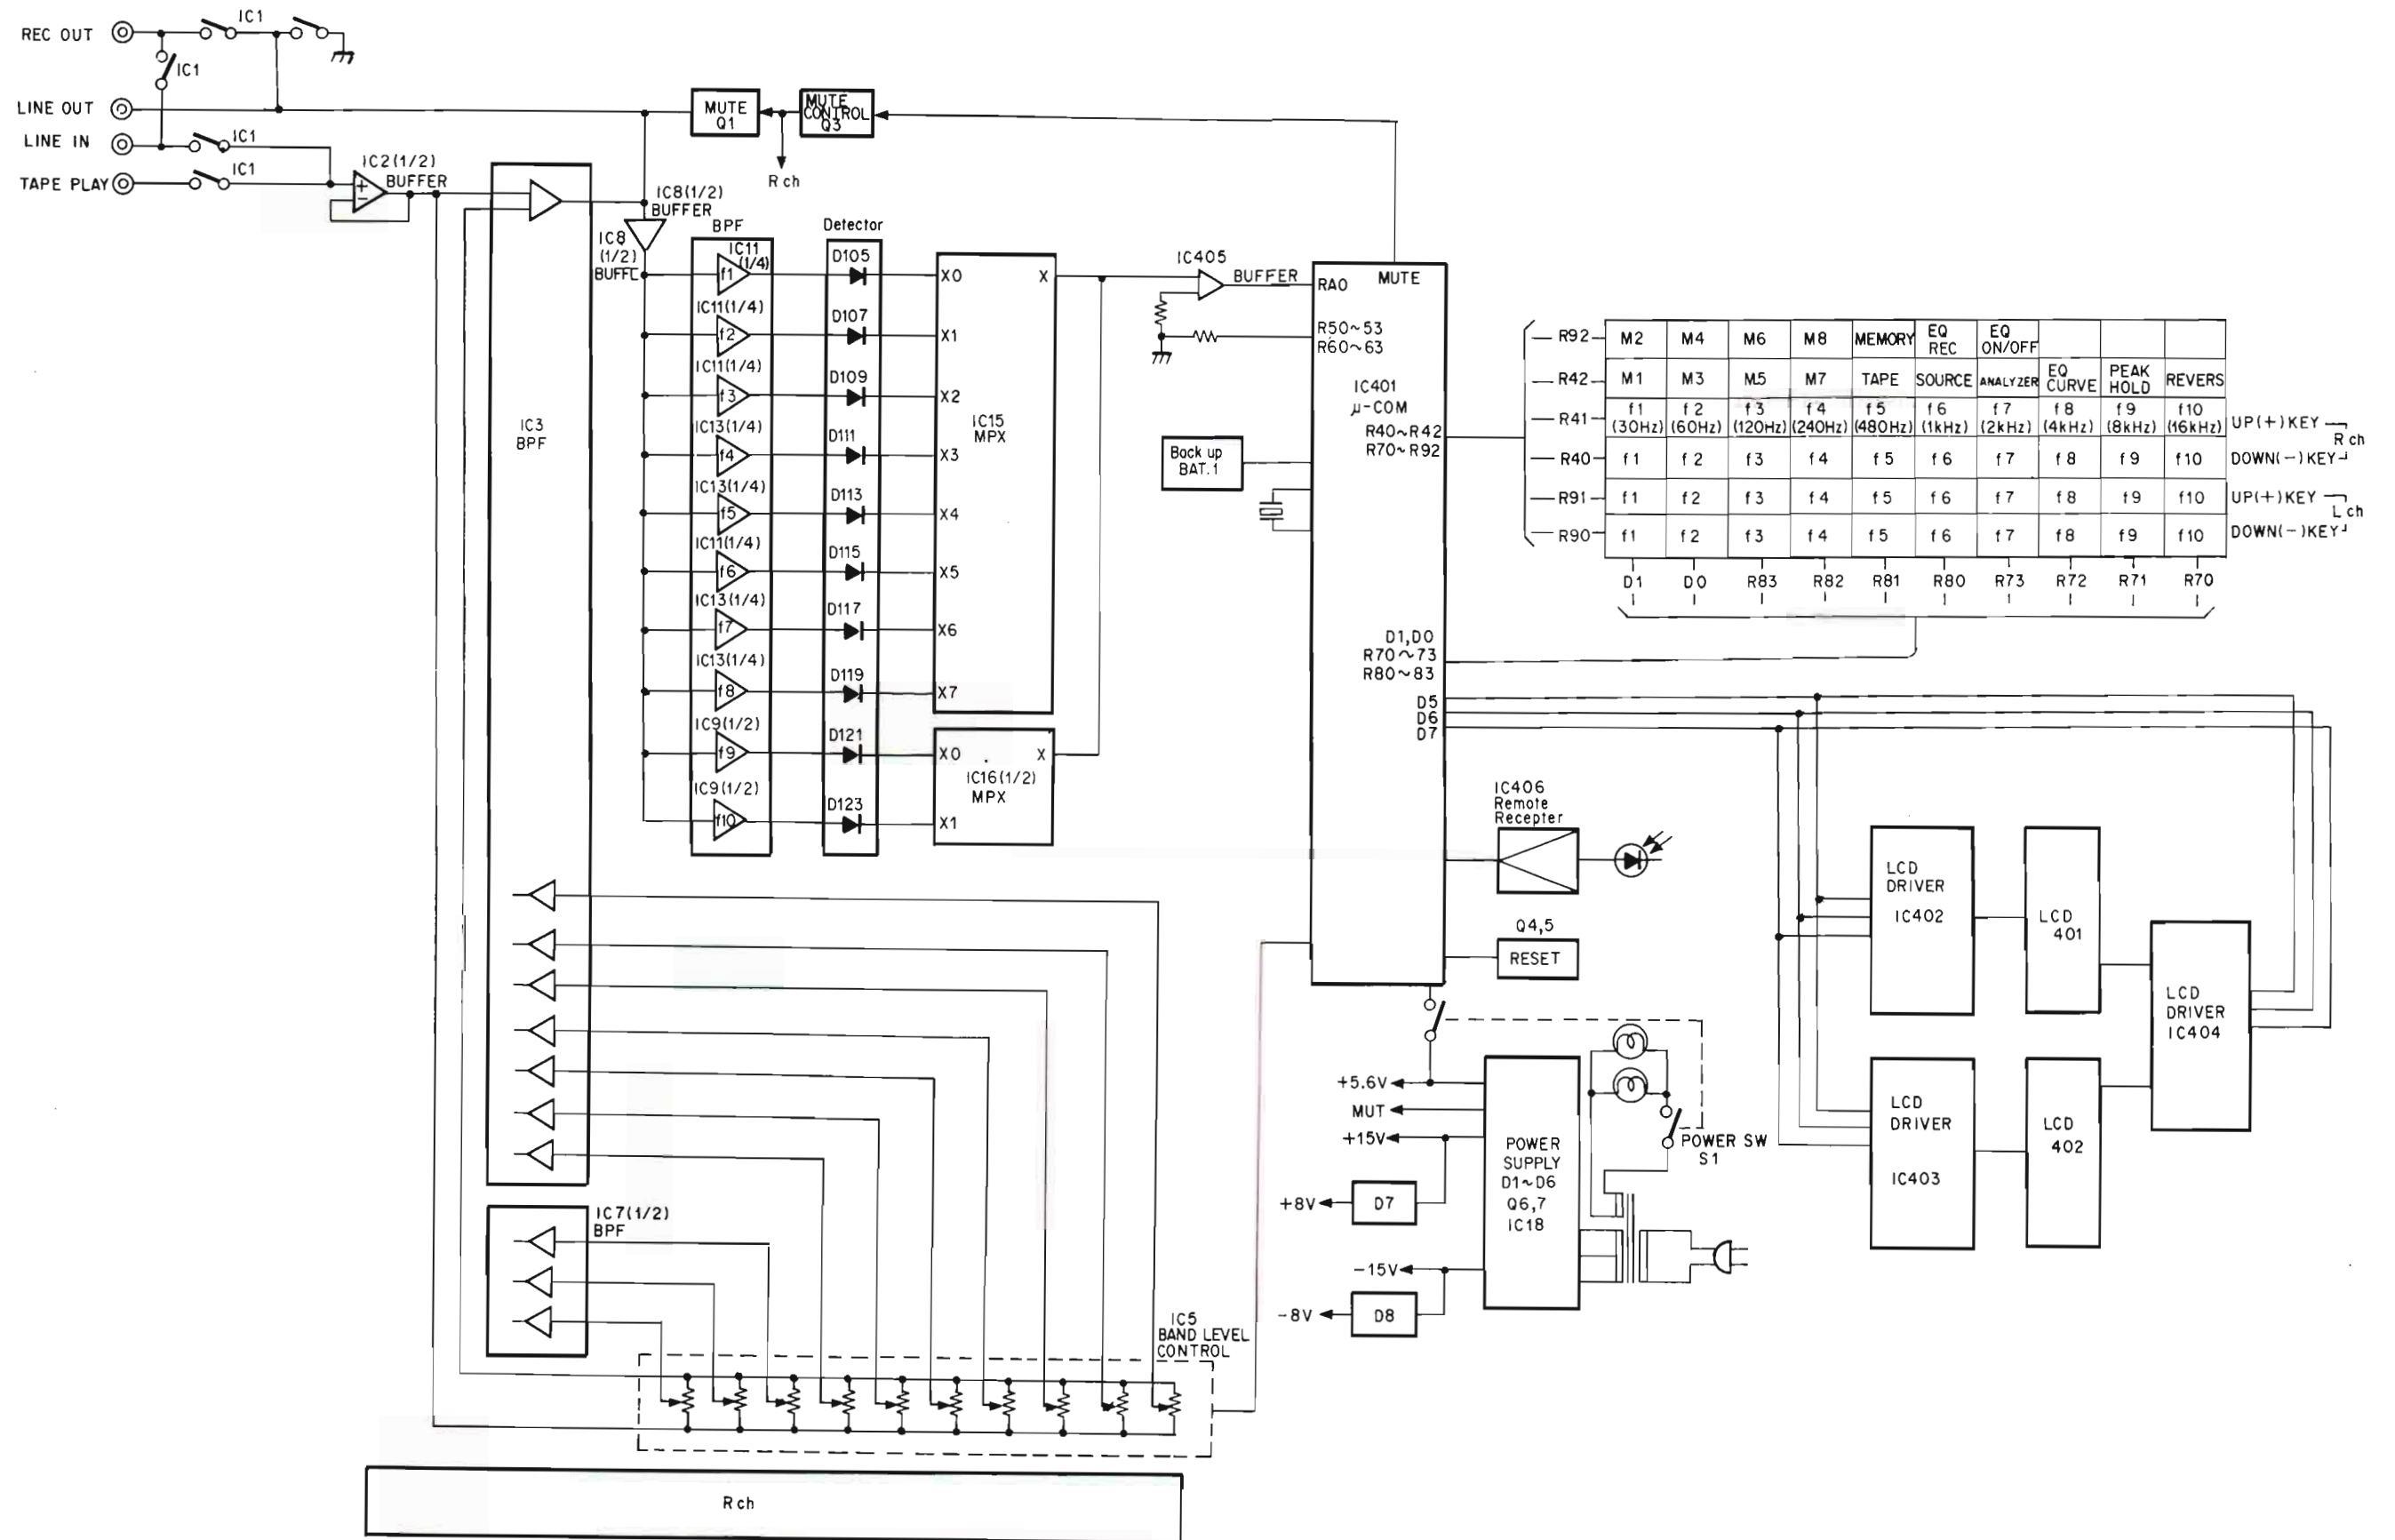 REC OUT
IC1
IC1
LINE OUT
LINE IN
IC1
TAPE PLAY
IC1
IC2(1/2)
BUFFER
MUTE
Q1
MUTE
CONTROL
Q3
R ch
IC3
BPF
IC8(1/2)
BUFFER
IC8
(1/2)
BUFFE
BPF
IC11
(1/4)
f1
IC11(1/4)
f2
IC11(1/4)
f3
IC13(1/4)
f4
IC13(1/4)
f5
IC11(1/4)
f6
IC13(1/4)
f7
IC13(1/4)
f8
IC9(1/2)
f9
IC9(1/2)
f10
Detector
D105
D107
D109
D111
D113
D115
D117
D119
D121
D123
X0 X
X1
X2
IC15
MPX
X3
X4
X5
X6
X7
X0 X
IC16(1/2)
MPX
X1
IC405
BUFFER
RA0
MUTE
R50~53
R60~63
IC401
μ-COM
R40~R42
R70~R92
Back up
BAT.1
D1,D0
R70~73
R80~83
D5
D6
D7
R92 M2 M4 M6 M8 MEMORY EQ REC EQ ON/OFF
R42 M1 M3 M5 M7 TAPE SOURCE ANALYZER EQ CURVE PEAK HOLD REVERS
R41 f1 (30Hz) f2 (60Hz) f3 (120Hz) f4 (240Hz) f5 (480Hz) f6 (1kHz) f7 (2kHz) f8 (4kHz) f9 (8kHz) f10 (16kHz) UP(+)KEY
R ch
R40 f1 f2 f3 f4 f5 f6 f7 f8 f9 f10 DOWN(-)KEY
R91 f1 f2 f3 f4 f5 f6 f7 f8 f9 f10 UP(+)KEY
L ch
R90 f1 f2 f3 f4 f5 f6 f7 f8 f9 f10 DOWN(-)KEY
D1 D0 R83 R82 R81 R80 R73 R72 R71 R70
IC406
Remote
Recepter
Q4,5
RESET
LCD
DRIVER
IC402
LCD
401
LCD
DRIVER
IC404
LCD
DRIVER
IC403
LCD
402
+5.6V
MUT
+15V
+8V
D7
-15V
-8V
D8
POWER
SUPPLY
D1~D6
Q6,7
IC18
POWER SW
S1
IC7(1/2)
BPF
IC5
BAND LEVEL
CONTROL
R ch